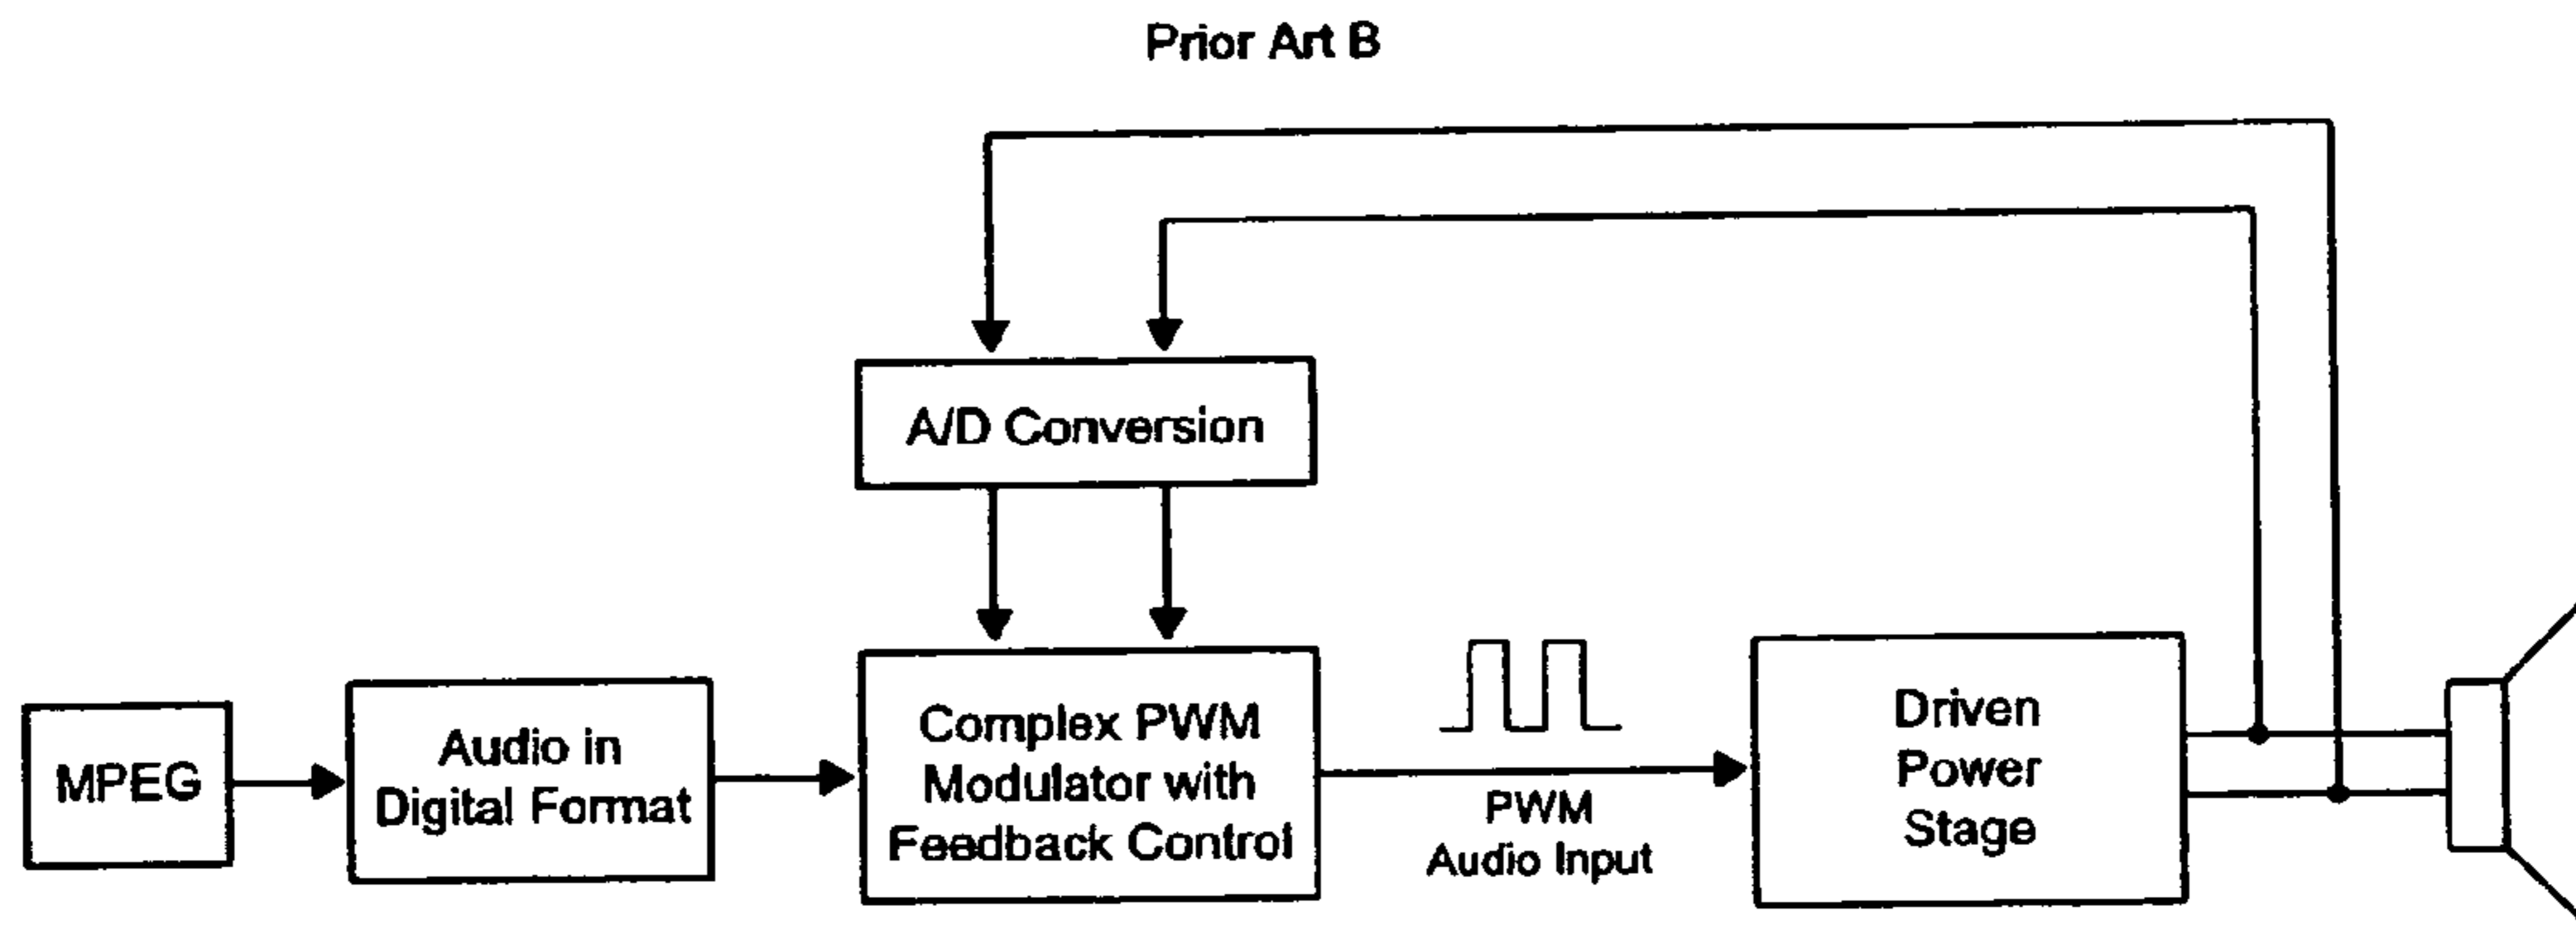 Prior Art B
A/D Conversion
MPEG
Audio in
Digital Format
Complex PWM
Modulator with
Feedback Control
PWM
Audio Input
Driven
Power
Stage